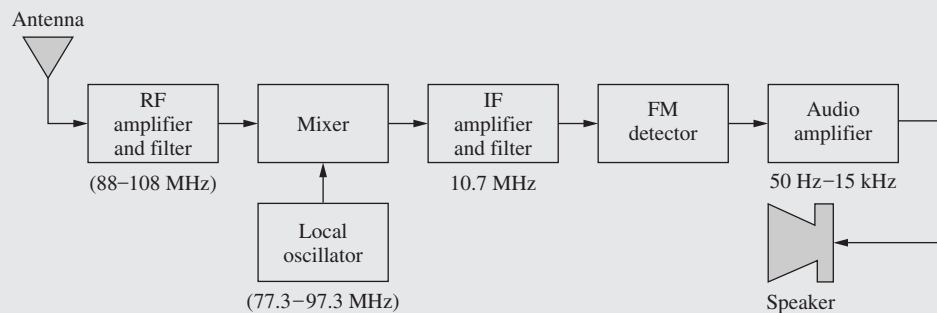 Antenna
RF
amplifier
and filter
(88–108 MHz)
Mixer
Local
oscillator
(77.3–97.3 MHz)
IF
amplifier
and filter
10.7 MHz
FM
detector
Audio
amplifier
50 Hz–15 kHz
Speaker